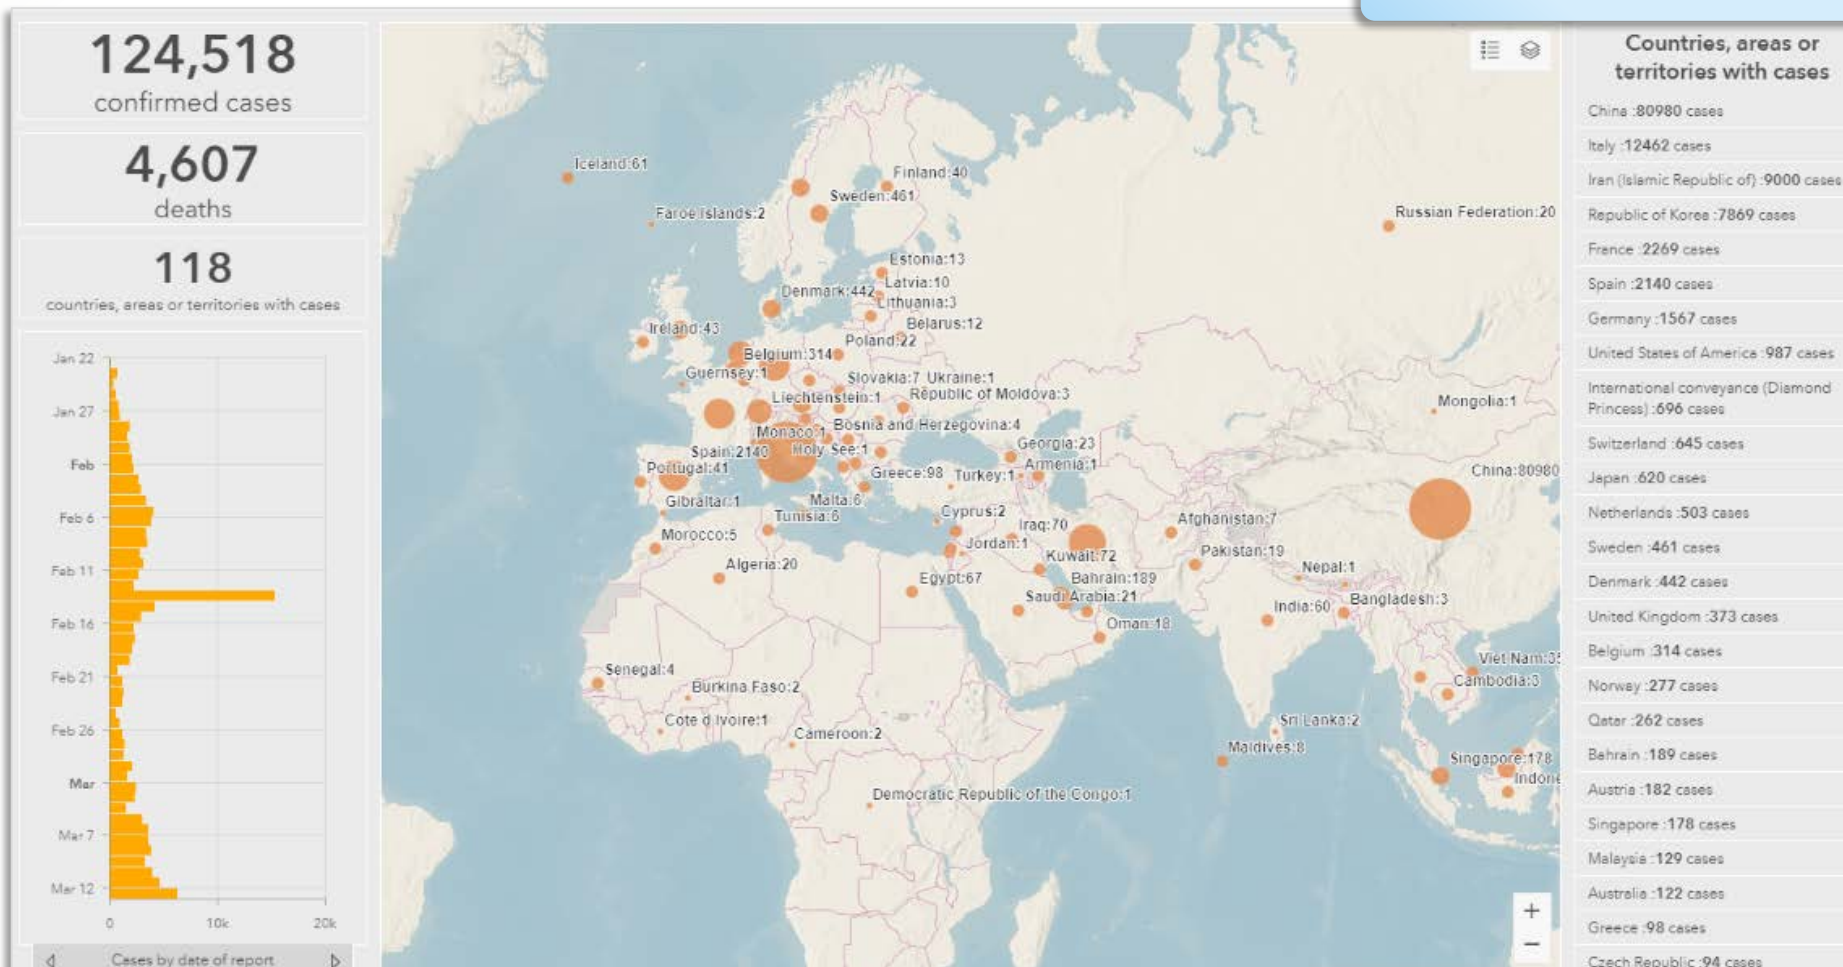 124,518
confirmed cases
4,607
deaths
118
countries, areas or territories with cases
Jan 22
Jan 27
Feb
Feb 6
Feb 11
Feb 16
Feb 21
Feb 26
Mar
Mar 7
Mar 12
0
10k
20k
Cases by date of report
Iceland:61
Finland:40
Sweden:461
Faroe Islands:2
Russian Federation:20
Estonia:13
Denmark:442
Latvia:10
Lithuania:3
Ireland:43
Belarus:12
Poland:22
Belgium:314
Guernsey:1
Slovakia:7
Ukraine:1
Liechtenstein:1
Republic of Moldova:3
Mongolia:1
Monaco:1
Bosnia and Herzegovina:4
Spain:2140
Holy See:1
Georgia:23
Portugal:41
Greece:98
Turkey:1
Armenia:1
China:80980
Gibraltar:1
Malta:6
Tunisia:6
Cyprus:2
Iraq:70
Afghanistan:7
Morocco:5
Jordan:1
Kuwait:72
Pakistan:19
Algeria:20
Egypt:67
Bahrain:189
Nepal:1
Saudi Arabia:21
India:60
Bangladesh:3
Oman:18
Senegal:4
Viet Nam:35
Burkina Faso:2
Cambodia:3
Cote d Ivoire:1
Cameroon:2
Sri Lanka:2
Maldives:8
Singapore:178
Indone
Democratic Republic of the Congo:1
+
−
Countries, areas or
territories with cases
China :80980 cases
Italy :12462 cases
Iran (Islamic Republic of) :9000 cases
Republic of Korea :7869 cases
France :2269 cases
Spain :2140 cases
Germany :1567 cases
United States of America :987 cases
International conveyance (Diamond
Princess) :696 cases
Switzerland :645 cases
Japan :620 cases
Netherlands :503 cases
Sweden :461 cases
Denmark :442 cases
United Kingdom :373 cases
Belgium :314 cases
Norway :277 cases
Qatar :262 cases
Bahrain :189 cases
Austria :182 cases
Singapore :178 cases
Malaysia :129 cases
Australia :122 cases
Greece :98 cases
Czech Republic :94 cases